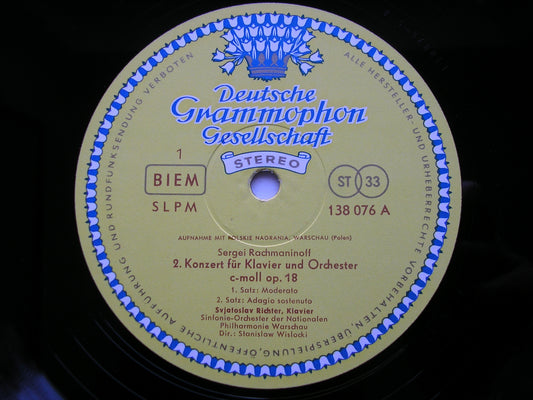 Deutsche
Grammophon
Gesellschaft
STEREO
1
BIEM
SLPM
ST 33
138 076 A
AUFNAHME MIT POLSKIE NAGRANIA, WARSCHAU (Polen)
Sergei Rachmaninoff
2. Konzert für Klavier und Orchester
c-moll op. 18
1. Satz: Moderato
2. Satz: Adagio sostenuto
Svjatoslav Richter, Klavier
Sinfonie-Orchester der Nationalen
Philharmonie Warschau
Dir.: Stanislaw Wislocki
ALLE HERSTELLER- UND URHEBERRECHTE VORBEHALTEN, ÜBERSPIELUNG, ÖFFENTLICHE AUFFÜHRUNG UND RUNDFUNKSENDUNG VERBOTEN